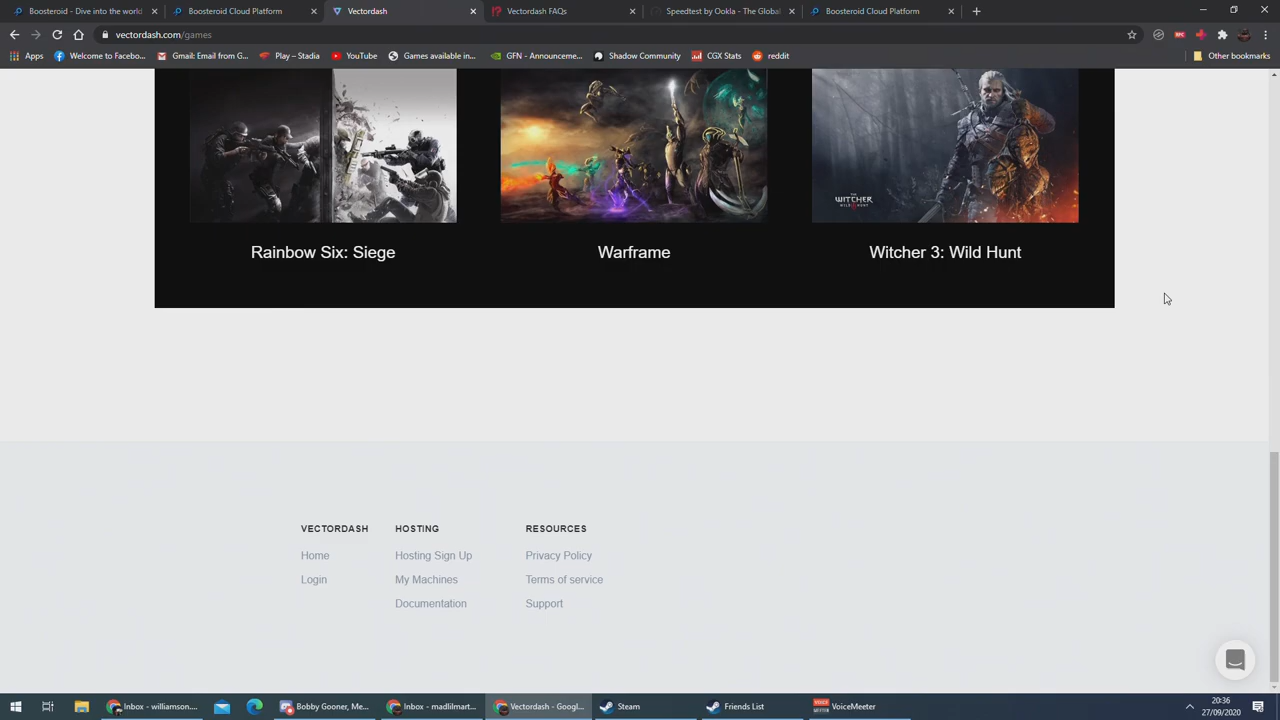 Boosteroid - Dive into the world
Boosteroid Cloud Platform
Vectordash
Vectordash FAQs
Speedtest by Ookla - The Global
Boosteroid Cloud Platform
vectordash.com/games
Apps
Welcome to Facebo...
Gmail: Email from G...
Play – Stadia
YouTube
Games available in...
GFN - Announceme...
Shadow Community
CGX Stats
reddit
Other bookmarks
THE
WITCHER
WILD HUNT
Rainbow Six: Siege
Warframe
Witcher 3: Wild Hunt
VECTORDASH
HOSTING
RESOURCES
Home
Hosting Sign Up
Privacy Policy
Login
My Machines
Terms of service
Documentation
Support
Inbox - williamson....
Bobby Gooner, Me...
Inbox - madlilmart...
Vectordash - Googl...
Steam
Friends List
VoiceMeeter
20:36
27/09/2020